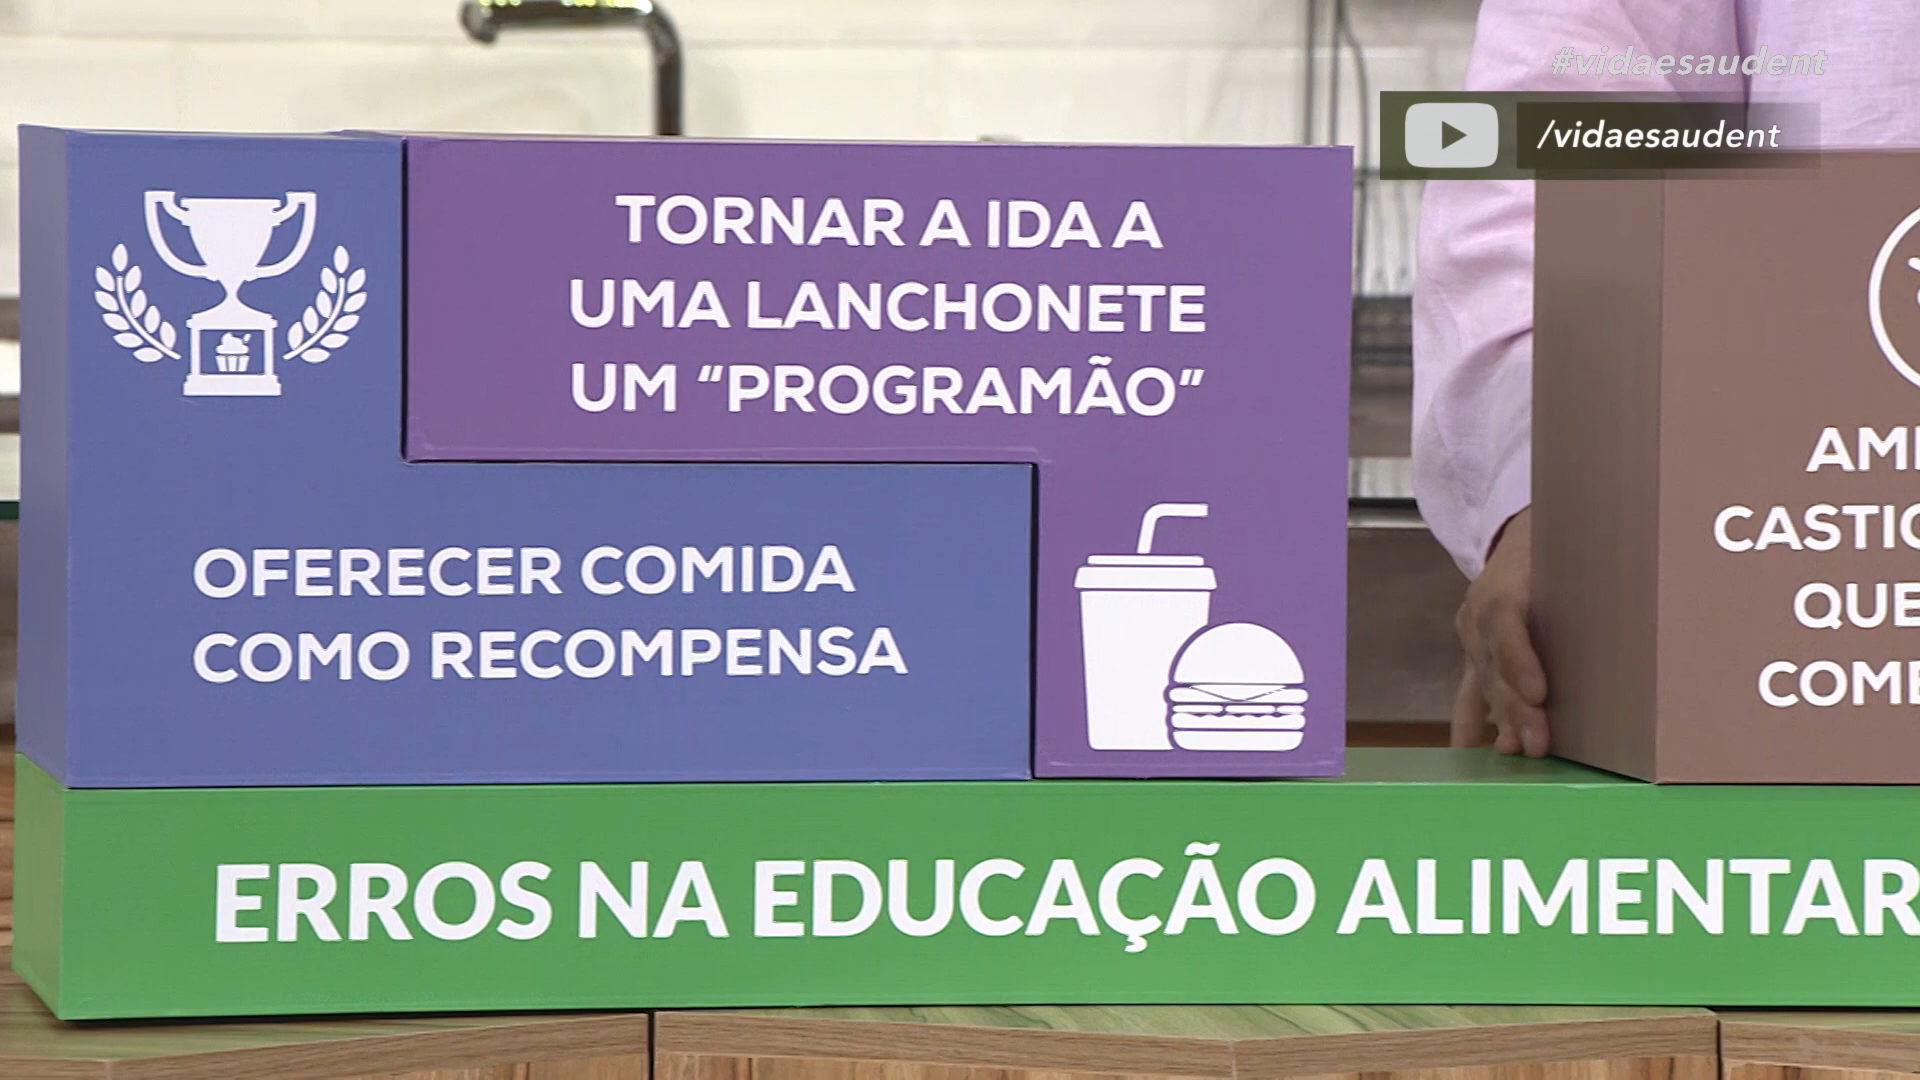 #vidaesaudent
/vidaesaudent
TORNAR A IDA A
UMA LANCHONETE
UM “PROGRAMÃO”
OFERECER COMIDA
COMO RECOMPENSA
ERROS NA EDUCAÇÃO ALIMENTAR